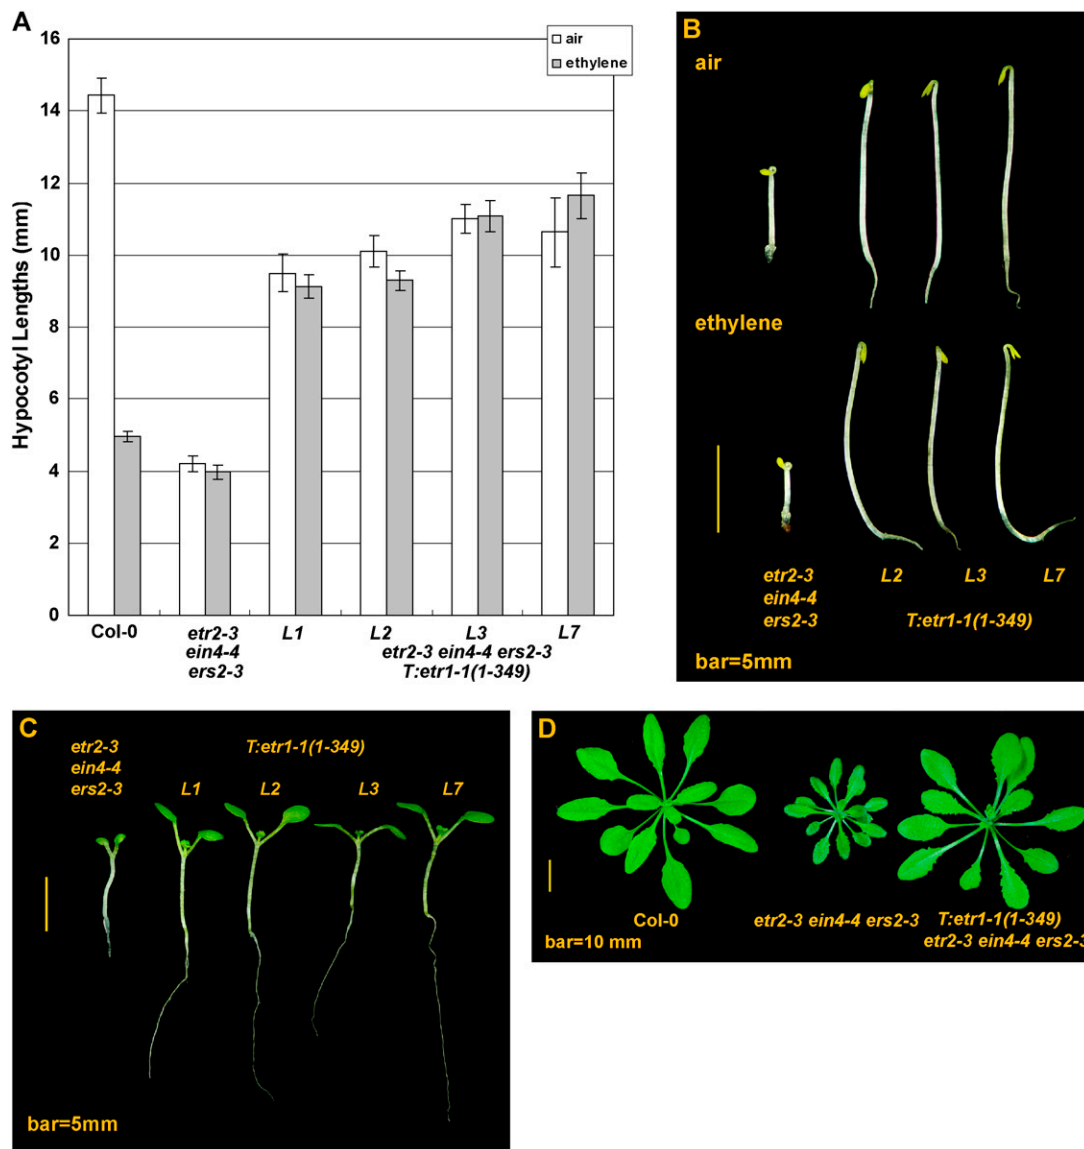 A
16
14
12
10
8
6
4
2
0
Hypocotyl Lengths (mm)
air
ethylene
Col-0
etr2-3
ein4-4
ers2-3
L1
L2
L3
L7
etr2-3 ein4-4 ers2-3
T:etr1-1(1-349)
B
air
ethylene
etr2-3
ein4-4
ers2-3
L2
L3
L7
T:etr1-1(1-349)
bar=5mm
C
etr2-3
ein4-4
ers2-3
T:etr1-1(1-349)
L1
L2
L3
L7
bar=5mm
D
Col-0
etr2-3 ein4-4 ers2-3
T:etr1-1(1-349)
etr2-3 ein4-4 ers2-3
bar=10 mm